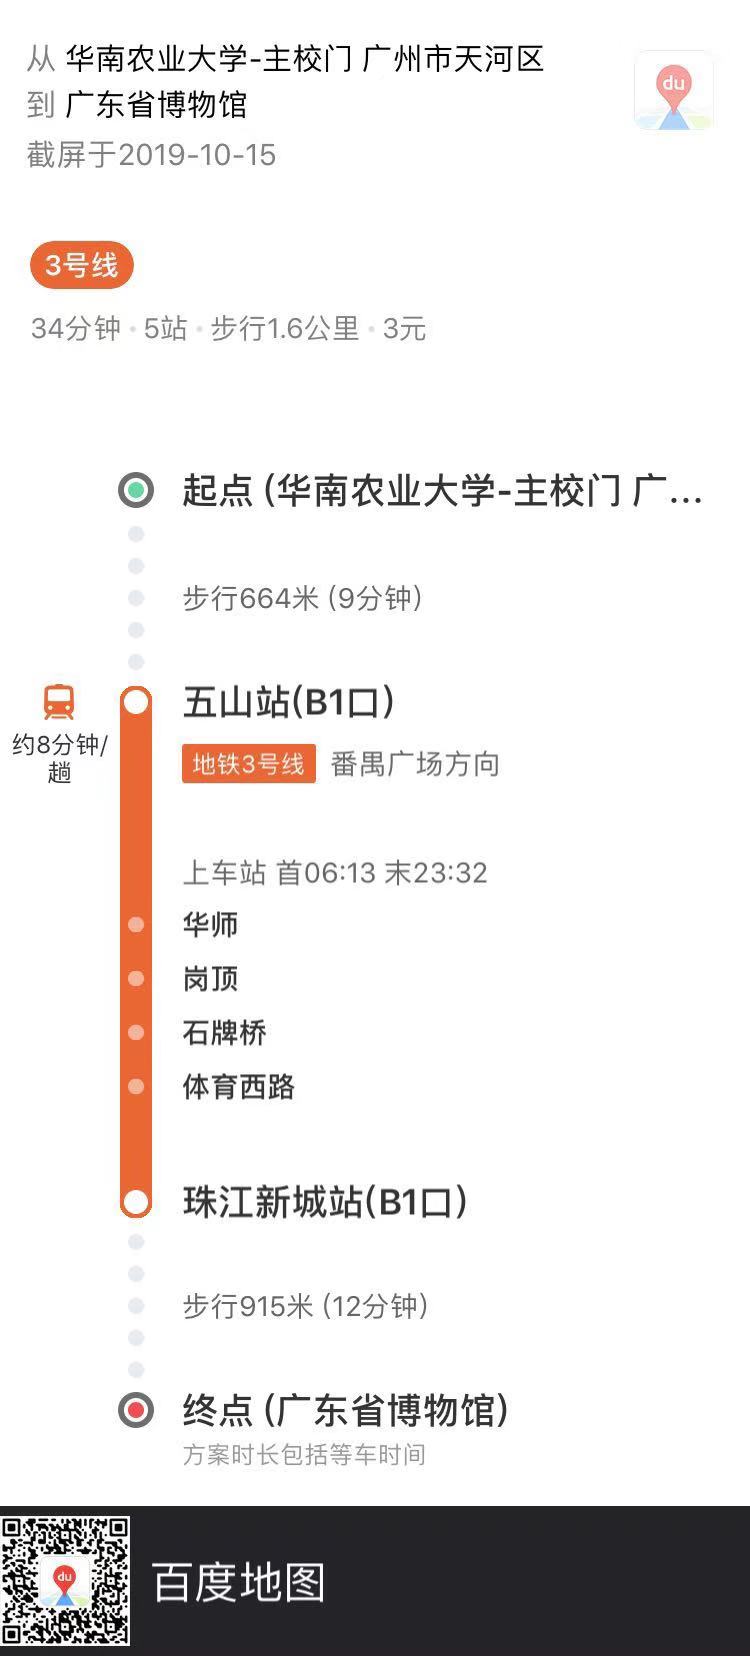 从 华南农业大学-主校门 广州市天河区
到 广东省博物馆
截屏于2019-10-15
du
3号线
34分钟 · 5站 · 步行1.6公里 · 3元
起点 (华南农业大学-主校门 广...
步行664米 (9分钟)
五山站(B1口)
约8分钟/
趟
地铁3号线 番禺广场方向
上车站 首06:13 末23:32
华师
岗顶
石牌桥
体育西路
珠江新城站(B1口)
步行915米 (12分钟)
终点 (广东省博物馆)
方案时长包括等车时间
du
百度地图